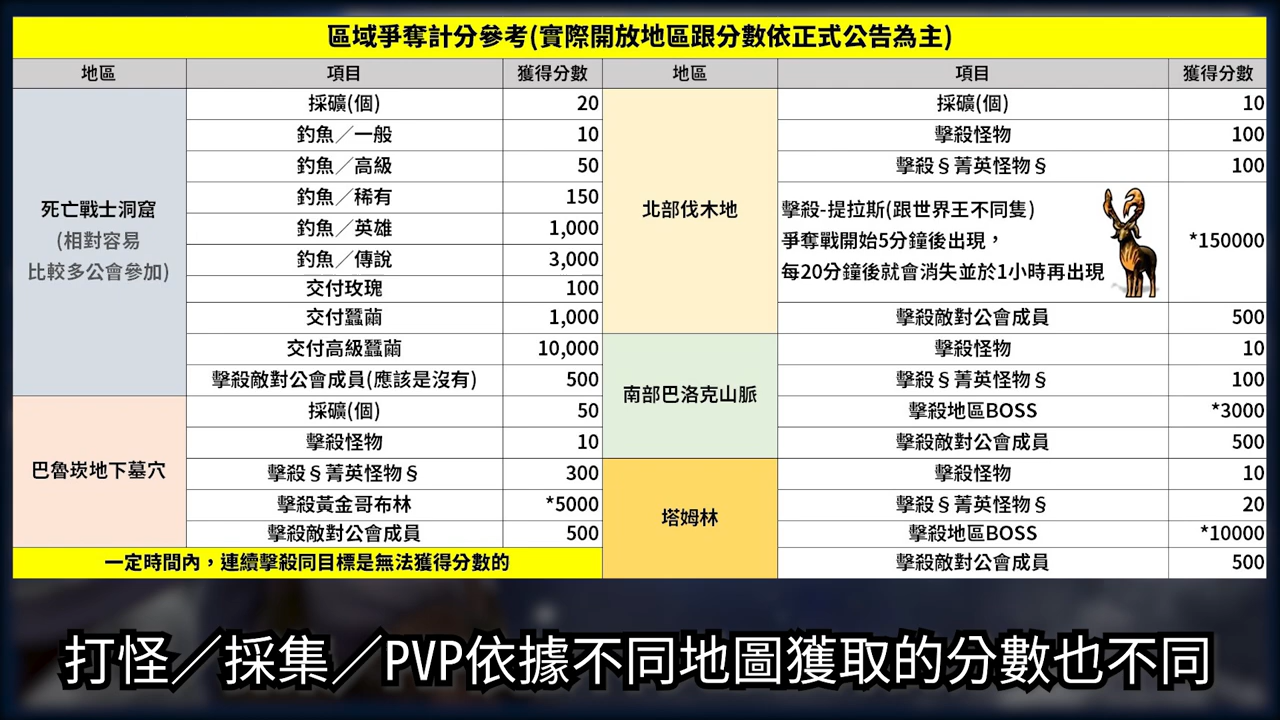 區域爭奪計分參考(實際開放地區跟分數依正式公告為主)
地區 項目 獲得分數
死亡戰士洞窟
(相對容易
比較多公會參加)
採礦(個) 20
釣魚／一般 10
釣魚／高級 50
釣魚／稀有 150
釣魚／英雄 1,000
釣魚／傳說 3,000
交付玫瑰 100
交付蠶繭 1,000
交付高級蠶繭 10,000
擊殺敵對公會成員(應該是沒有) 500
巴魯崁地下墓穴
採礦(個) 50
擊殺怪物 10
擊殺§菁英怪物§ 300
擊殺黃金哥布林 *5000
擊殺敵對公會成員 500
一定時間內，連續擊殺同目標是無法獲得分數的
地區 項目 獲得分數
北部伐木地
採礦(個) 10
擊殺怪物 100
擊殺§菁英怪物§ 100
擊殺-提拉斯(跟世界王不同隻)
爭奪戰開始5分鐘後出現，
每20分鐘後就會消失並於1小時再出現
*150000
擊殺敵對公會成員 500
南部巴洛克山脈
擊殺怪物 10
擊殺§菁英怪物§ 100
擊殺地區BOSS *3000
擊殺敵對公會成員 500
塔姆林
擊殺怪物 10
擊殺§菁英怪物§ 20
擊殺地區BOSS *10000
擊殺敵對公會成員 500
打怪／採集／PVP依據不同地圖獲取的分數也不同